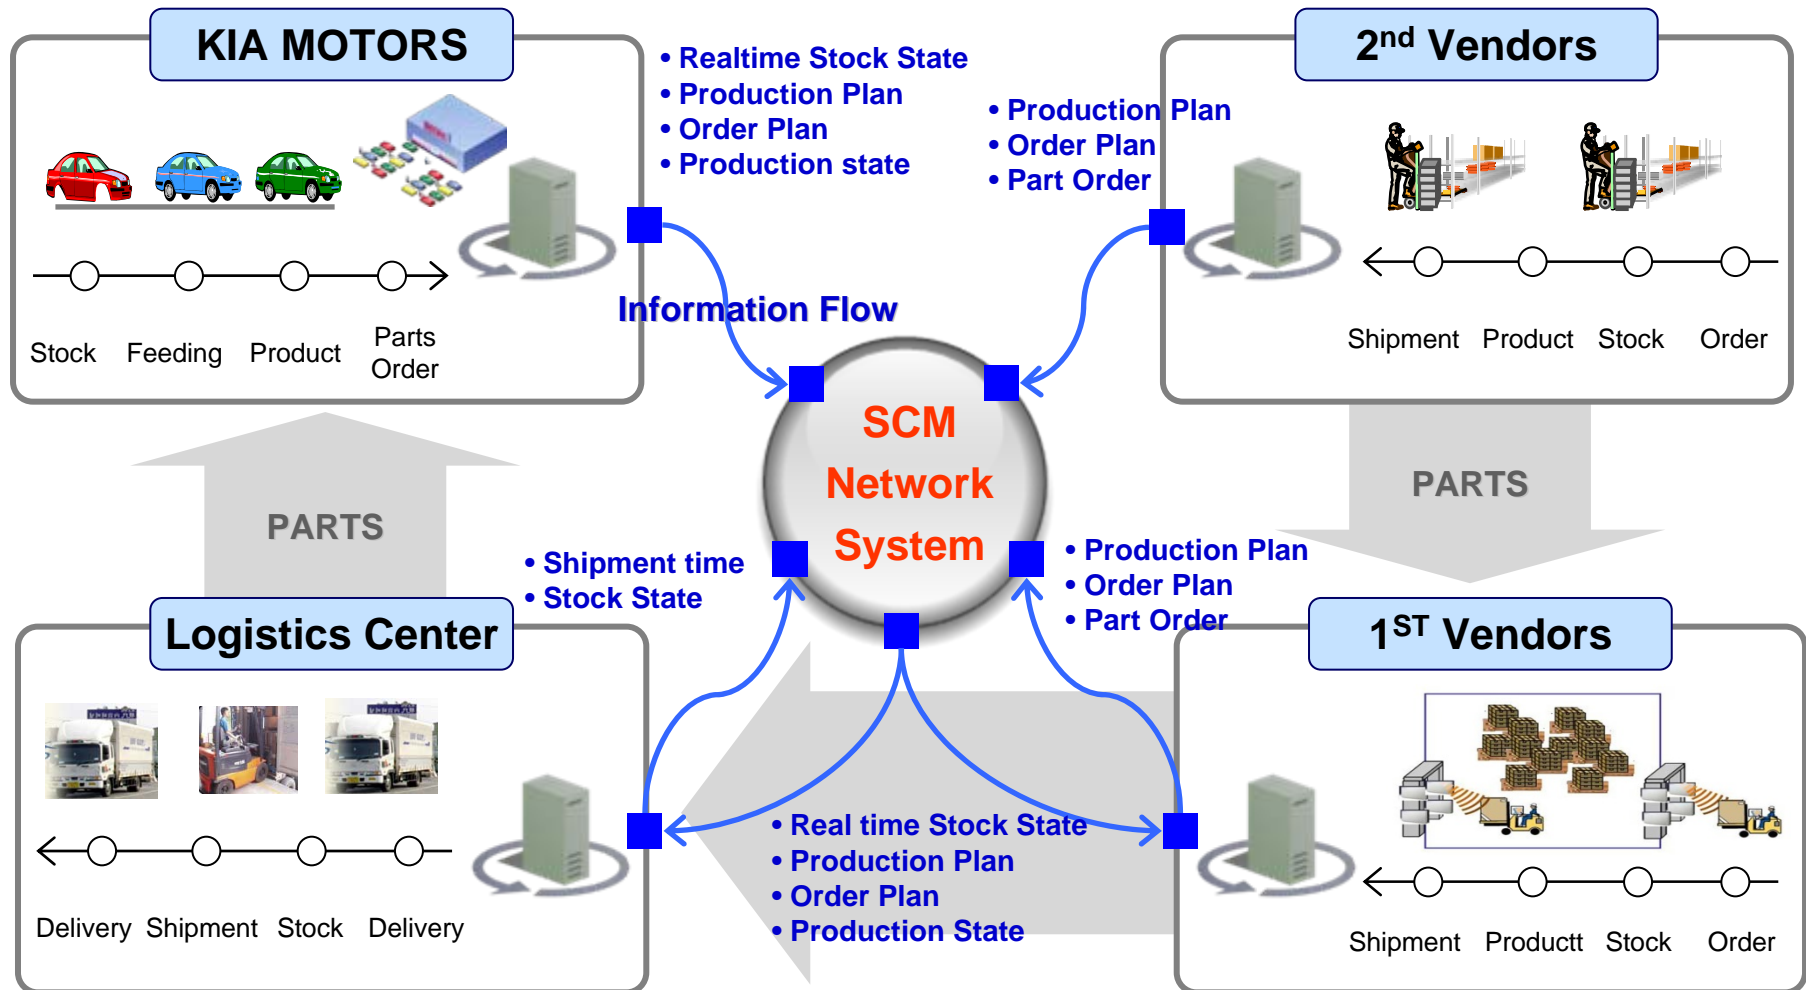 KIA MOTORS
• Realtime Stock State
• Production Plan
• Order Plan
• Production state
Stock Feeding Product Parts Order
2nd Vendors
• Production Plan
• Order Plan
• Part Order
Shipment Product Stock Order
Information Flow
SCM
Network
System
PARTS
PARTS
• Shipment time
• Stock State
• Production Plan
• Order Plan
• Part Order
Logistics Center
Delivery Shipment Stock Delivery
• Real time Stock State
• Production Plan
• Order Plan
• Production State
1ST Vendors
Shipment Productt Stock Order